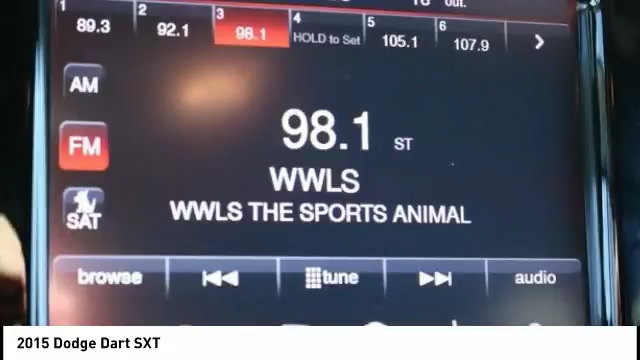 out.
1 2 3 4 5 6
89.3 92.1 98.1 HOLD to Set 105.1 107.9
AM
FM
SAT
98.1 ST
WWLS
WWLS THE SPORTS ANIMAL
browse tune audio
2015 Dodge Dart SXT